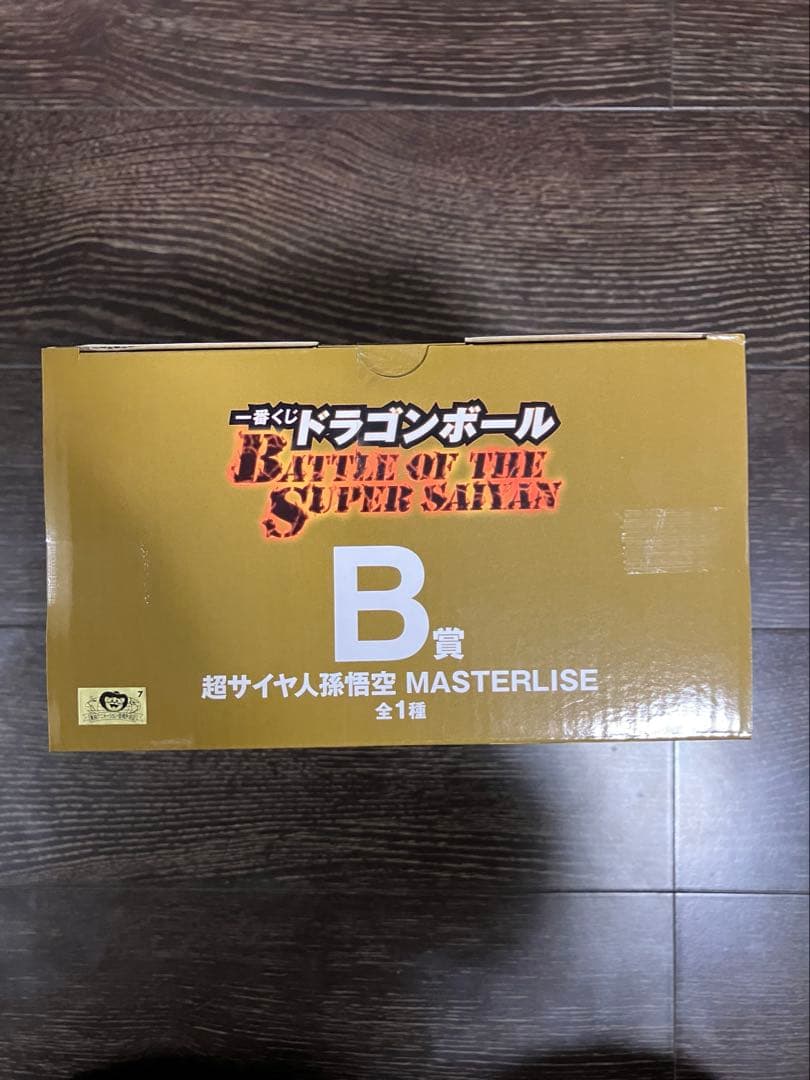 一番くじ ドラゴンボール
BATTLE OF THE
SUPER SAIYAN
B賞
超サイヤ人孫悟空 MASTERLISE
全1種
7